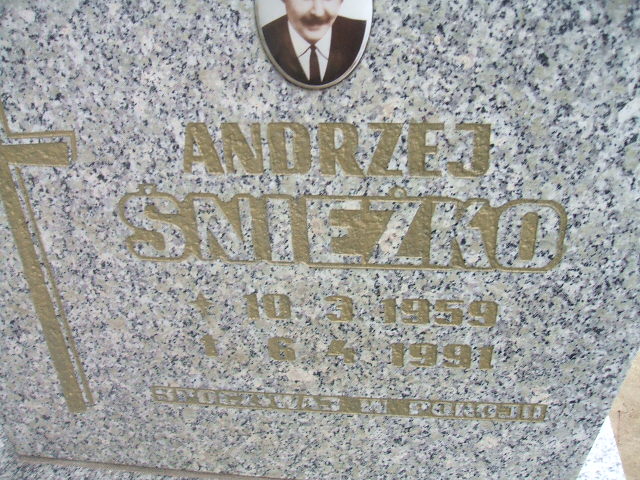 ANDRZEJ
ŚNIEŻKO
10 3 1959
6 4 1991
SPOCZYWAJ W POKOJU